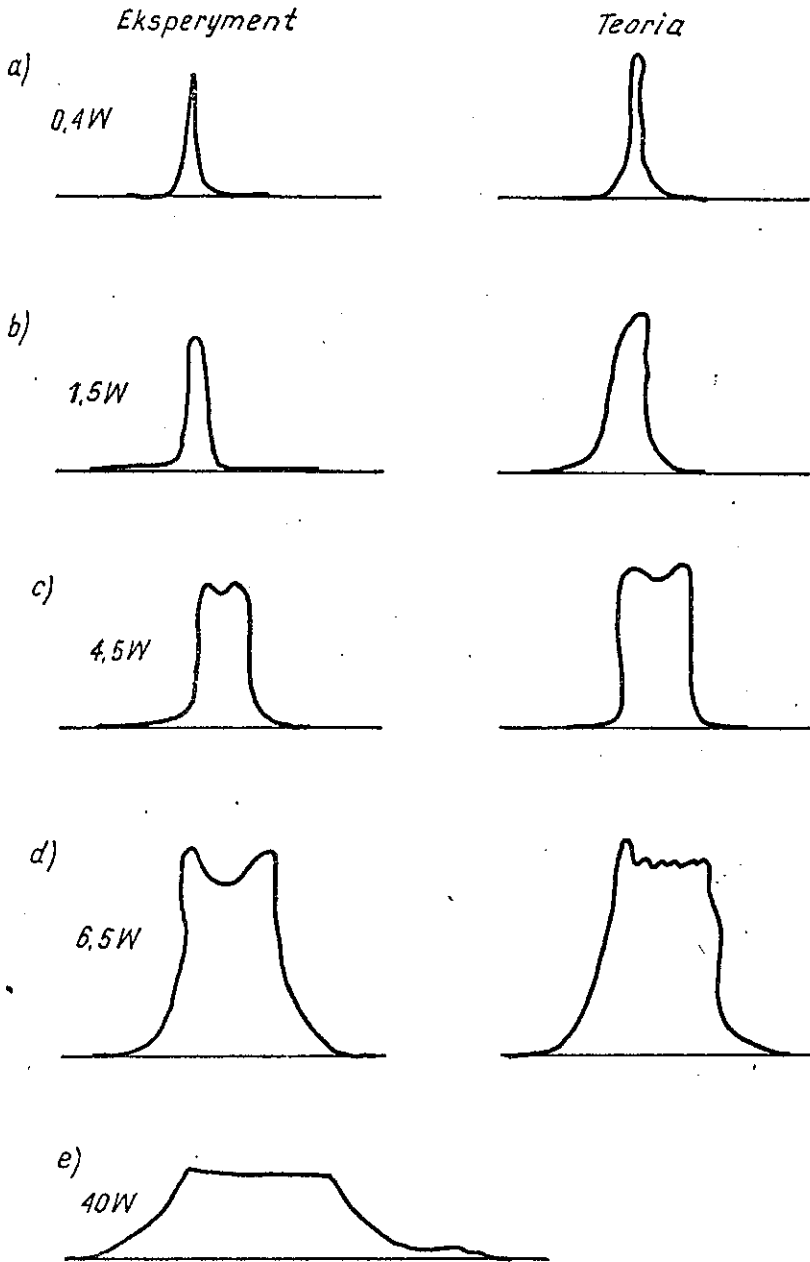 Eksperyment
Teoria
a)
0,4W
b)
1,5W
c)
4,5W
d)
6,5W
e)
40W